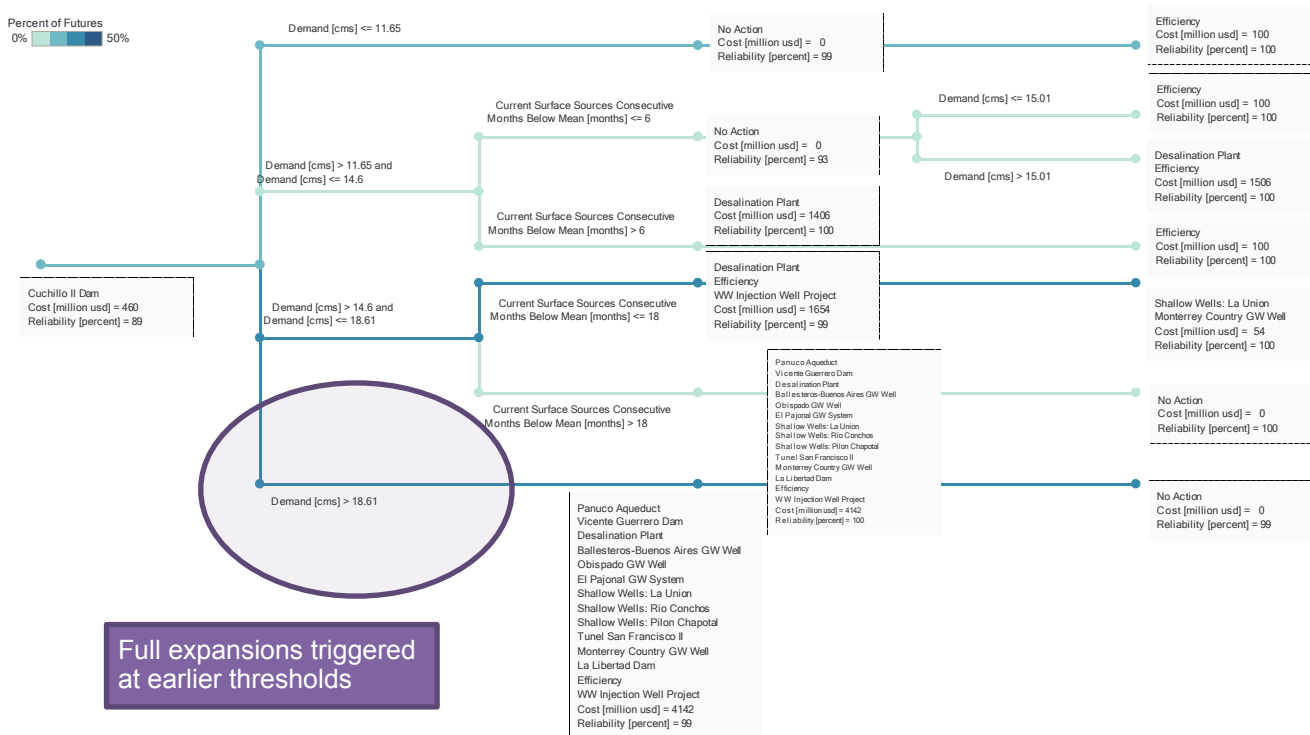 Percent of Futures
0% 50%
Demand [cms] <= 11.65
No Action
Cost [million usd] = 0
Reliability [percent] = 99
Efficiency
Cost [million usd] = 100
Reliability [percent] = 100
Current Surface Sources Consecutive
Months Below Mean [months] <= 6
No Action
Cost [million usd] = 0
Reliability [percent] = 93
Demand [cms] <= 15.01
Efficiency
Cost [million usd] = 100
Reliability [percent] = 100
Demand [cms] > 11.65 and
Demand [cms] <= 14.6
Demand [cms] > 15.01
Desalination Plant
Efficiency
Cost [million usd] = 1506
Reliability [percent] = 100
Current Surface Sources Consecutive
Months Below Mean [months] > 6
Desalination Plant
Cost [million usd] = 1406
Reliability [percent] = 100
Efficiency
Cost [million usd] = 100
Reliability [percent] = 100
Cuchillo II Dam
Cost [million usd] = 460
Reliability [percent] = 89
Demand [cms] > 14.6 and
Demand [cms] <= 18.61
Current Surface Sources Consecutive
Months Below Mean [months] <= 18
Desalination Plant
Efficiency
WW Injection Well Project
Cost [million usd] = 1654
Reliability [percent] = 99
Shallow Wells: La Union
Monterrey Country GW Well
Cost [million usd] = 54
Reliability [percent] = 100
Current Surface Sources Consecutive
Months Below Mean [months] > 18
Panuco Aqueduct
Vicente Guerrero Dam
Desalination Plant
Ballesteros-Buenos Aires GW Well
Obispado GW Well
El Pajonal GW System
Shallow Wells: La Union
Shallow Wells: Rio Conchos
Shallow Wells: Pilon Chapotal
Tunel San Francisco II
Monterrey Country GW Well
La Libertad Dam
Efficiency
WW Injection Well Project
Cost [million usd] = 4142
Reliability [percent] = 100
No Action
Cost [million usd] = 0
Reliability [percent] = 100
Demand [cms] > 18.61
Panuco Aqueduct
Vicente Guerrero Dam
Desalination Plant
Ballesteros-Buenos Aires GW Well
Obispado GW Well
El Pajonal GW System
Shallow Wells: La Union
Shallow Wells: Rio Conchos
Shallow Wells: Pilon Chapotal
Tunel San Francisco II
Monterrey Country GW Well
La Libertad Dam
Efficiency
WW Injection Well Project
Cost [million usd] = 4142
Reliability [percent] = 99
No Action
Cost [million usd] = 0
Reliability [percent] = 99
Full expansions triggered
at earlier thresholds